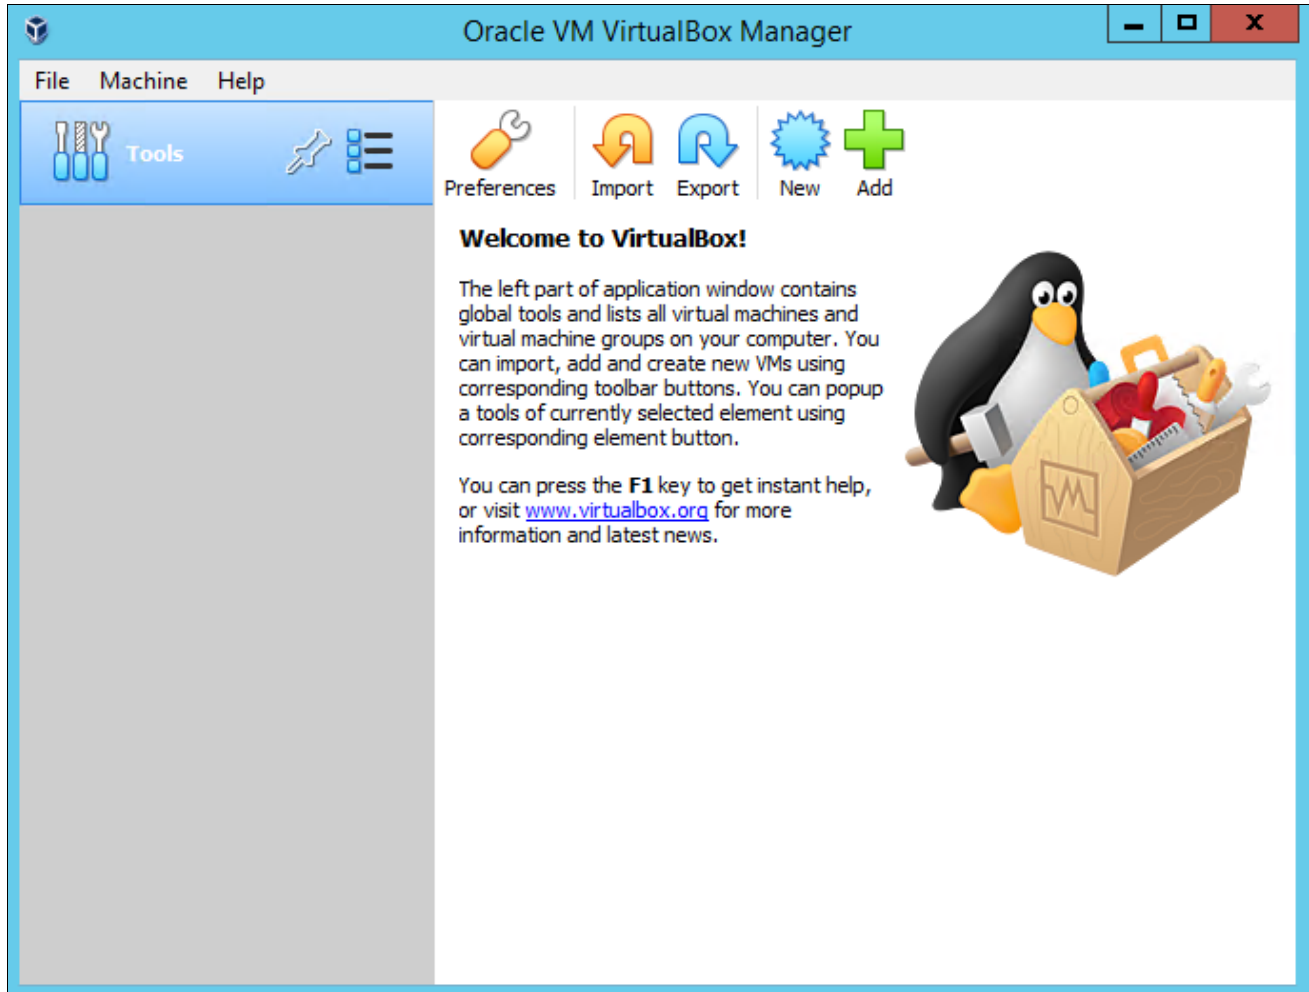 Oracle VM VirtualBox Manager
File Machine Help
Tools
Preferences Import Export New Add
Welcome to VirtualBox!
The left part of application window contains
global tools and lists all virtual machines and
virtual machine groups on your computer. You
can import, add and create new VMs using
corresponding toolbar buttons. You can popup
a tools of currently selected element using
corresponding element button.
You can press the F1 key to get instant help,
or visit www.virtualbox.org for more
information and latest news.